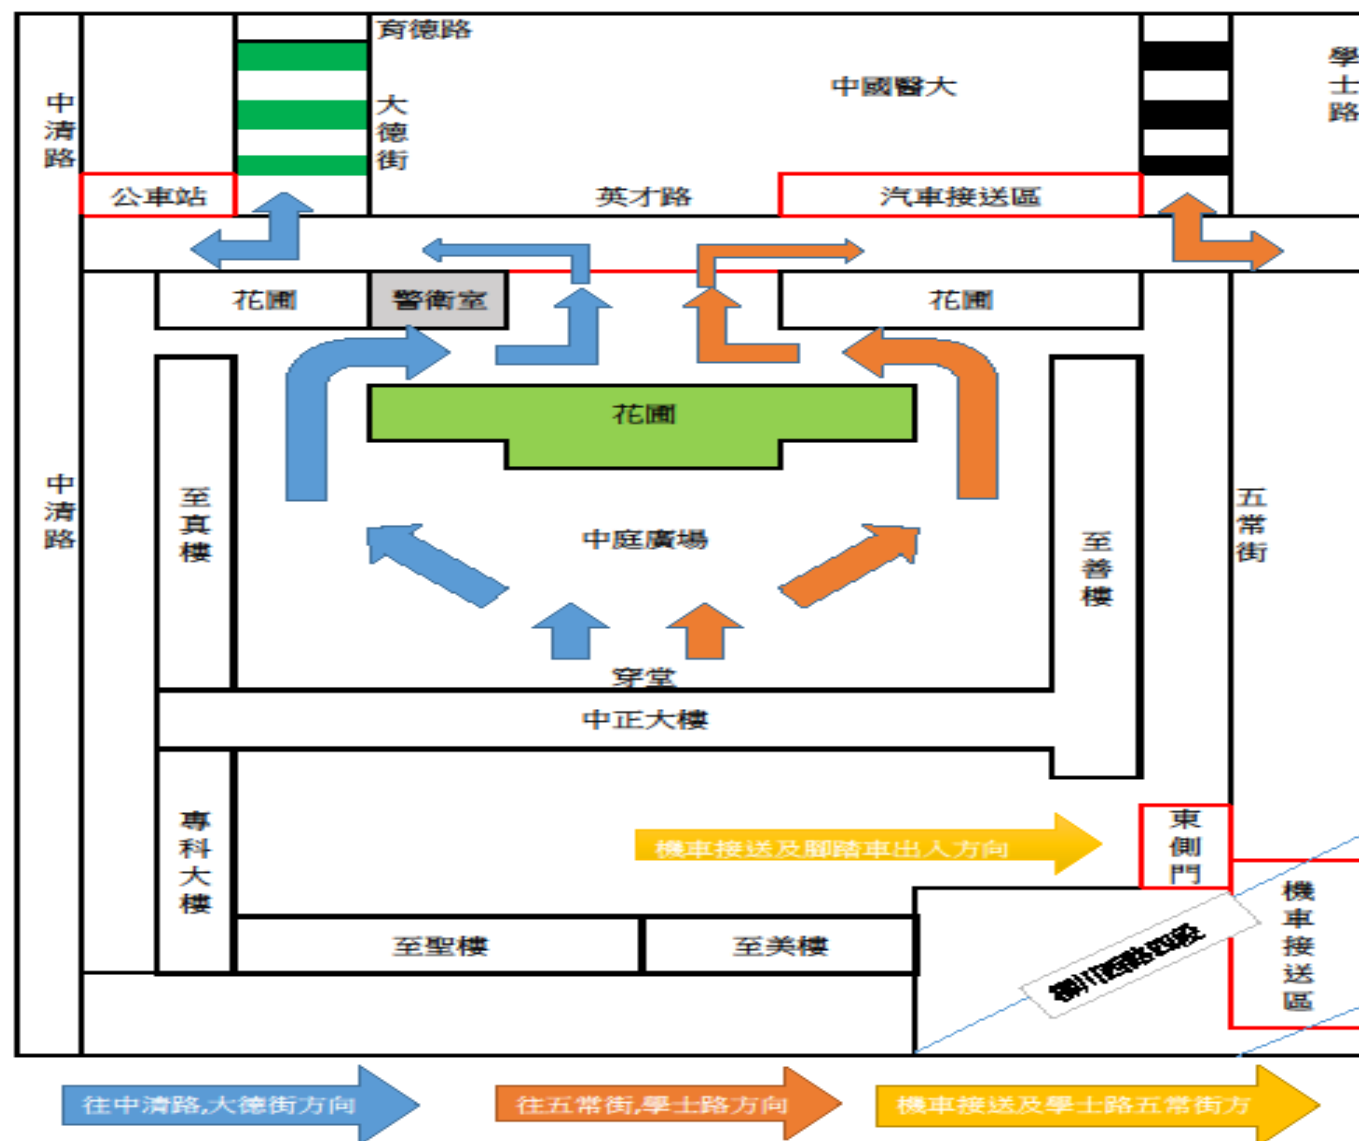 育德路
中國醫大
學士路
中清路
大德街
公車站
英才路
汽車接送區
花圃
警衛室
花圃
花圃
中清路
至真樓
中庭廣場
至善樓
五常街
穿堂
中正大樓
專科大樓
機車接送及腳踏車出入方向
東側門
機車接送區
至聖樓
至美樓
柳川西路四段
往中清路,大德街方向
往五常街,學士路方向
機車接送及學士路五常街方